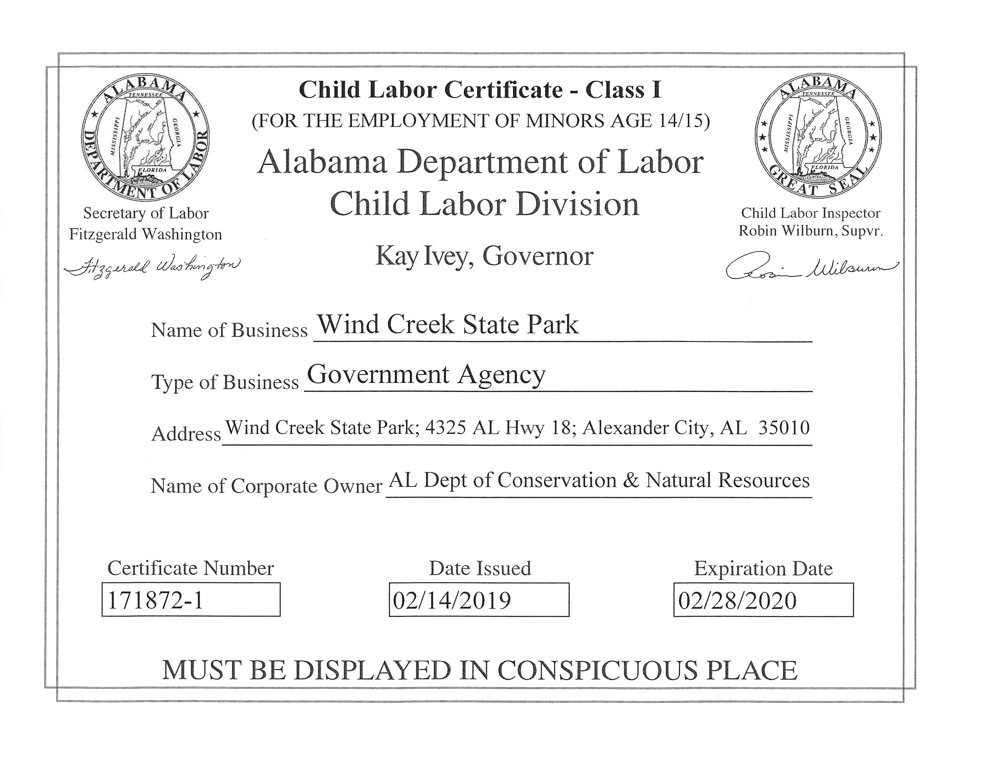 ALABAMA
DEPARTMENT OF LABOR
TENNESSEE
MISSISSIPPI
GEORGIA
FLORIDA
Gulf of Mexico
Secretary of Labor
Fitzgerald Washington
Fitzgerald Washington
Child Labor Certificate - Class I
(FOR THE EMPLOYMENT OF MINORS AGE 14/15)
Alabama Department of Labor
Child Labor Division
Kay Ivey, Governor
ALABAMA
GREAT SEAL
TENNESSEE
MISSISSIPPI
GEORGIA
FLORIDA
Child Labor Inspector
Robin Wilburn, Supvr.
Robin Wilburn
Name of Business Wind Creek State Park
Type of Business Government Agency
Address Wind Creek State Park; 4325 AL Hwy 18; Alexander City, AL  35010
Name of Corporate Owner AL Dept of Conservation & Natural Resources
Certificate Number Date Issued Expiration Date
171872-1 02/14/2019 02/28/2020
MUST BE DISPLAYED IN CONSPICUOUS PLACE